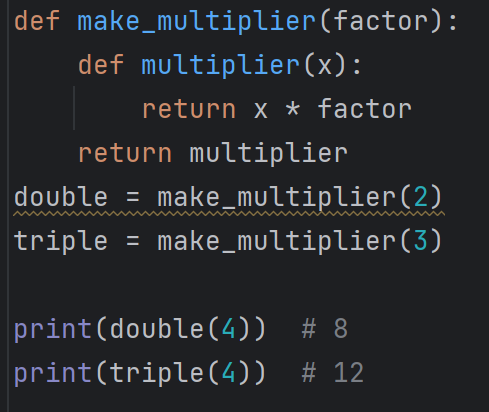 def make_multiplier(factor):
    def multiplier(x):
        return x * factor
    return multiplier
double = make_multiplier(2)
triple = make_multiplier(3)

print(double(4))  # 8
print(triple(4))  # 12